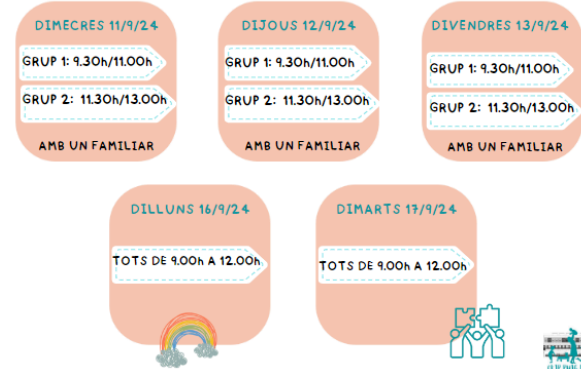 DIMECRES 11/9/24
GRUP 1: 9.30h/11.00h
GRUP 2: 11.30h/13.00h
AMB UN FAMILIAR
DIJOUS 12/9/24
GRUP 1: 9.30h/11.00h
GRUP 2: 11.30h/13.00h
AMB UN FAMILIAR
DIVENDRES 13/9/24
GRUP 1: 9.30h/11.00h
GRUP 2: 11.30h/13.00h
AMB UN FAMILIAR
DILLUNS 16/9/24
TOTS DE 9.00h A 12.00h
DIMARTS 17/9/24
TOTS DE 9.00h A 12.00h